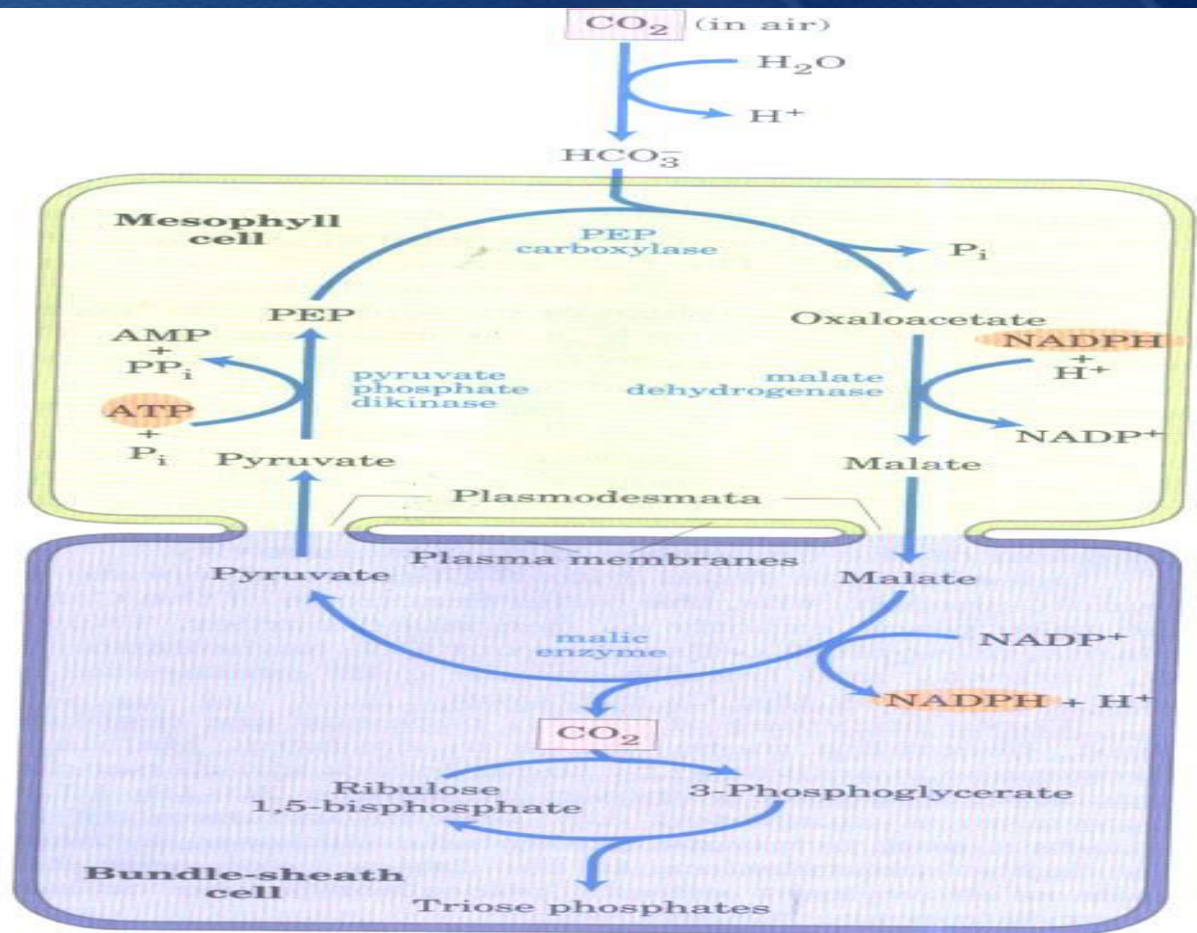 CO2 (in air)
H2O
H+
HCO3−
Mesophyll
cell
PEP
carboxylase
Pi
PEP
Oxaloacetate
AMP
+
PPi
NADPH
+
H+
pyruvate
phosphate
dikinase
malate
dehydrogenase
ATP
+
Pi
NADP+
Pyruvate
Malate
Plasmodesmata
Plasma membranes
Pyruvate
Malate
malic
enzyme
NADP+
NADPH + H+
CO2
Ribulose
1,5-bisphosphate
3-Phosphoglycerate
Bundle-sheath
cell
Triose phosphates